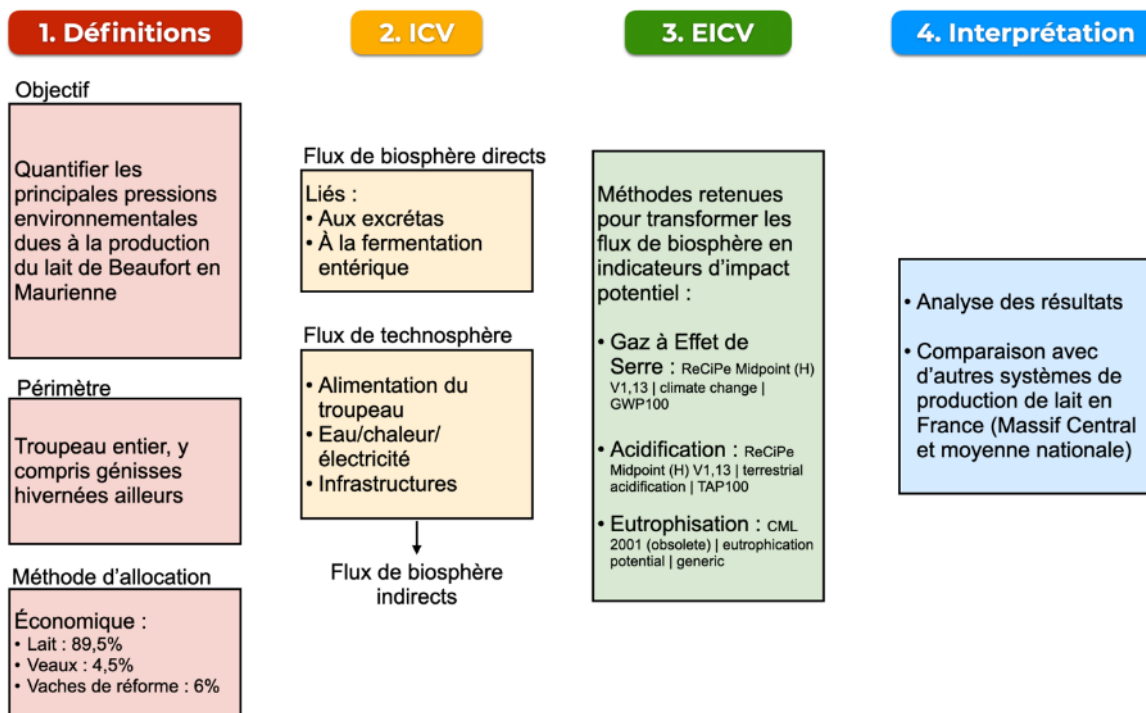 1. Définitions
Objectif
Quantifier les
principales pressions
environnementales
dues à la production
du lait de Beaufort en
Maurienne
Périmètre
Troupeau entier, y
compris génisses
hivernées ailleurs
Méthode d'allocation
Économique :
• Lait : 89,5%
• Veaux : 4,5%
• Vaches de réforme : 6%
2. ICV
Flux de biosphère directs
Liés :
• Aux excrétas
• À la fermentation
entérique
Flux de technosphère
• Alimentation du
troupeau
• Eau/chaleur/
électricité
• Infrastructures
Flux de biosphère
indirects
3. EICV
Méthodes retenues
pour transformer les
flux de biosphère en
indicateurs d'impact
potentiel :
• Gaz à Effet de
Serre : ReCiPe Midpoint (H)
V1,13 | climate change |
GWP100
• Acidification : ReCiPe
Midpoint (H) V1,13 | terrestrial
acidification | TAP100
• Eutrophisation : CML
2001 (obsolete) | eutrophication
potential | generic
4. Interprétation
• Analyse des résultats
• Comparaison avec
d'autres systèmes de
production de lait en
France (Massif Central
et moyenne nationale)